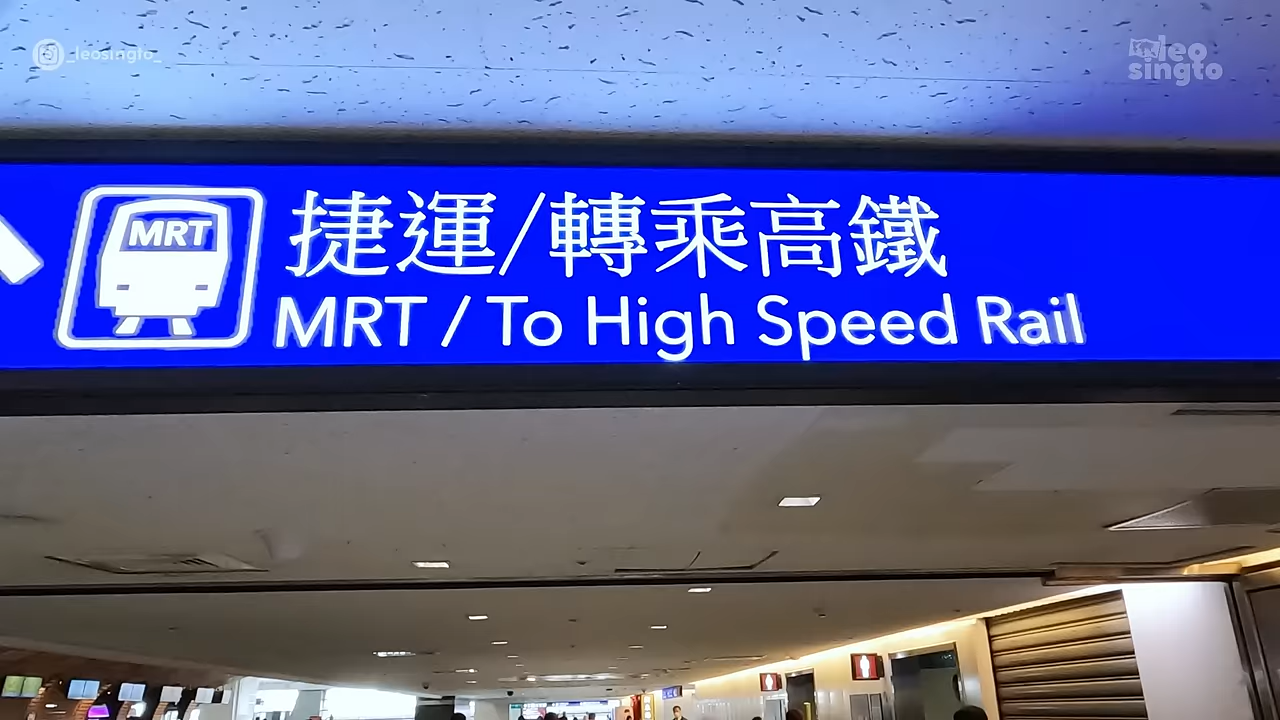 _leosingto_
leo
singto
MRT
捷運/轉乘高鐵
MRT / To High Speed Rail